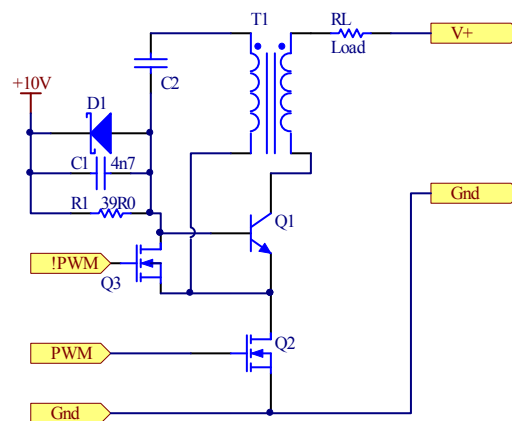 T1
RL
Load
V+
C2
+10V
D1
C1 4n7
R1 39R0
Gnd
Q1
!PWM
Q3
PWM
Q2
Gnd